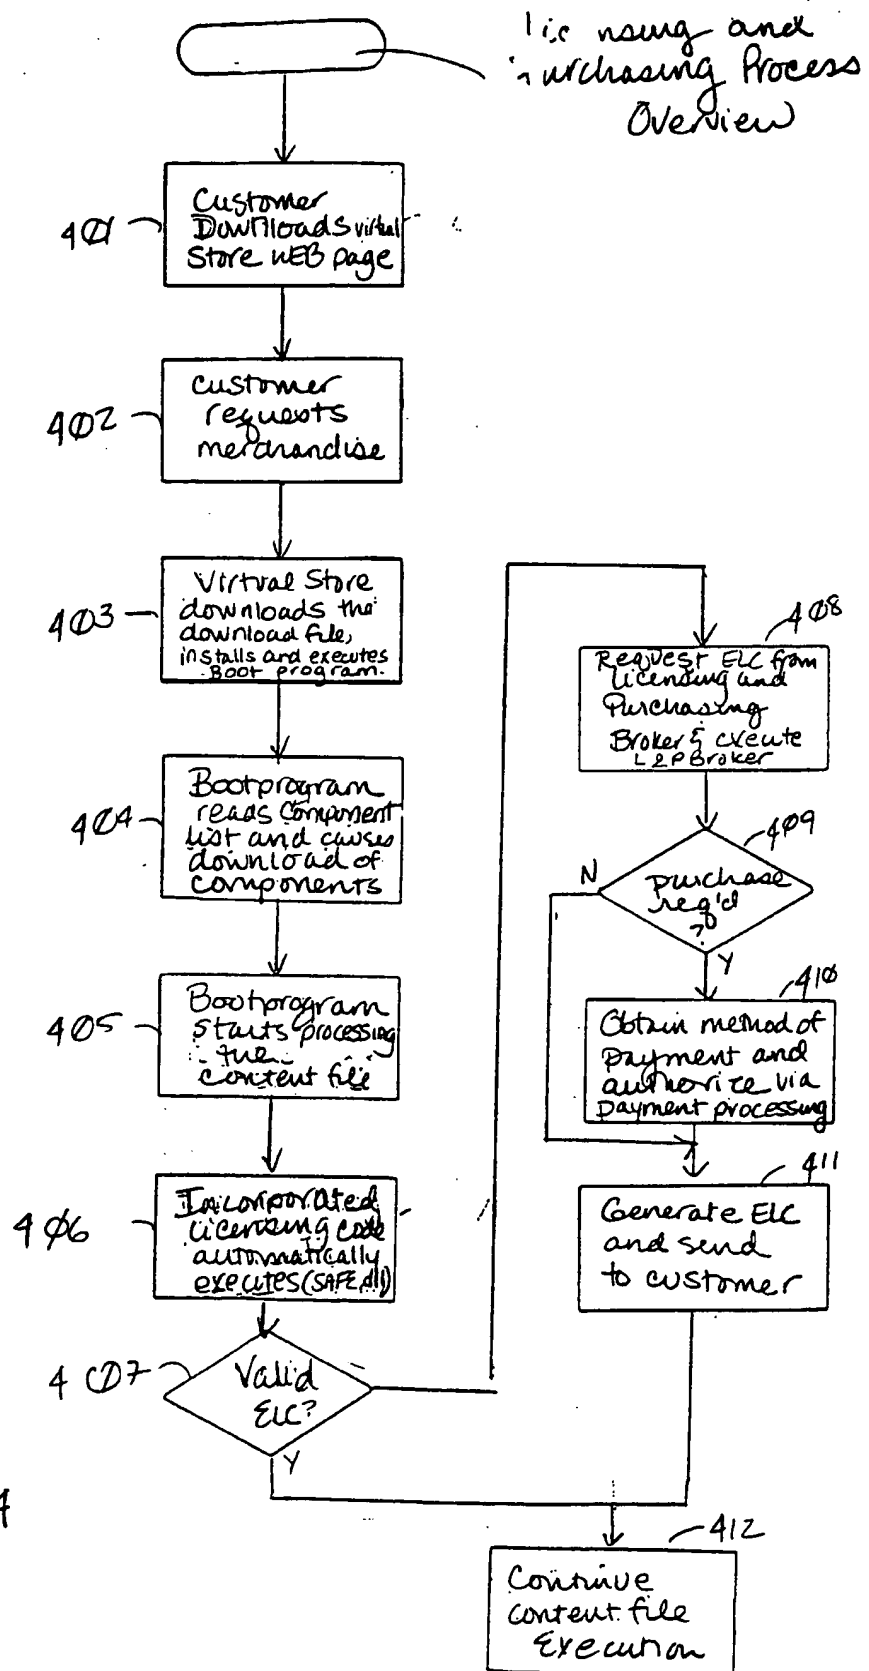 and
Purchasing Process
Overview
401
Customer
Downloads virtual
Store WEB page
402
Customer
requests
merchandise
403
Virtual Store
downloads the
download file,
installs and executes
Boot program.
404
Bootprogram
reads component
list and causes
download of
components
405
Bootprogram
starts processing
the
content file
406
Incorporated
licensing code
automatically
executes (SAFE.dll)
407
Valid
ELC?
Y
408
Request ELC from
Licensing and
Purchasing
Broker & execute
L&P Broker
409
purchase
req'd
?
N
Y
410
Obtain method of
payment and
authorize via
payment processing
411
Generate ELC
and send
to customer
412
Continue
content file
Execution
4